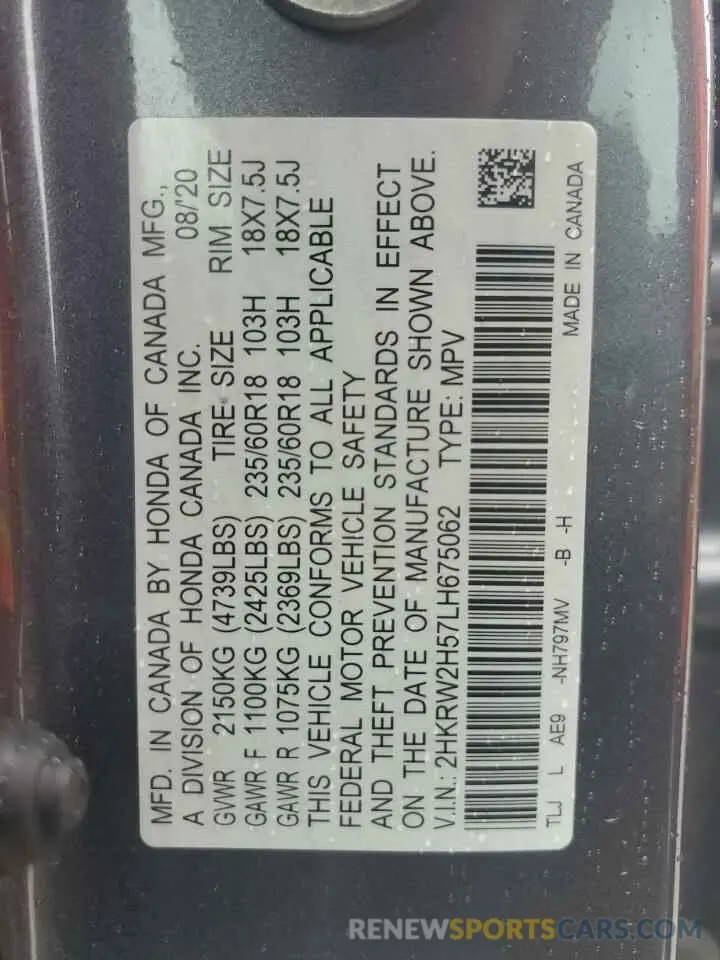 MFD. IN CANADA BY HONDA OF CANADA MFG.,
A DIVISION OF HONDA CANADA INC. 08/'20
GVWR 2150KG (4739LBS) TIRE SIZE RIM SIZE
GAWR F 1100KG (2425LBS) 235/60R18 103H 18X7.5J
GAWR R 1075KG (2369LBS) 235/60R18 103H 18X7.5J
THIS VEHICLE CONFORMS TO ALL APPLICABLE
FEDERAL MOTOR VEHICLE SAFETY
AND THEFT PREVENTION STANDARDS IN EFFECT
ON THE DATE OF MANUFACTURE SHOWN ABOVE.
V.I.N.: 2HKRW2H57LH675062 TYPE: MPV
TLJ L AE9 -NH797MV -B -H MADE IN CANADA
RENEWSPORTSCARS.COM